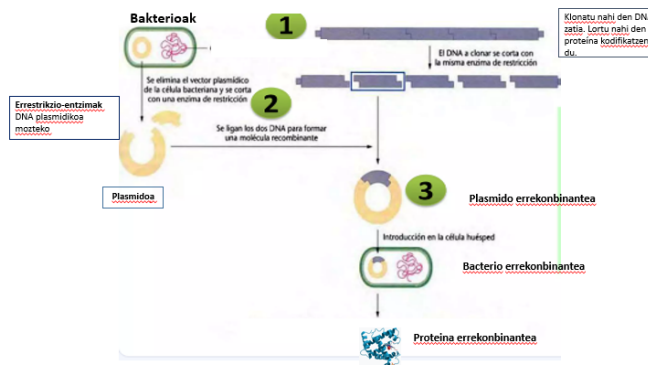 Bakterioak
1
Klonatu nahi den DNA
zatia. Lortu nahi den
proteina kodifikatzen
du.
El DNA a clonar se corta con
la misma enzima de restricción
Se elimina el vector plasmídico
de la célula bacteriana y se corta
con una enzima de restricción
2
Errestrikzio-entzimak
DNA plasmidikoa
mozteko
Se ligan los dos DNA para formar
una molécula recombinante
Plasmidoa
3
Plasmido errekonbinantea
Introducción en la célula huésped
Bacterio errekonbinantea
Proteina errekonbinantea